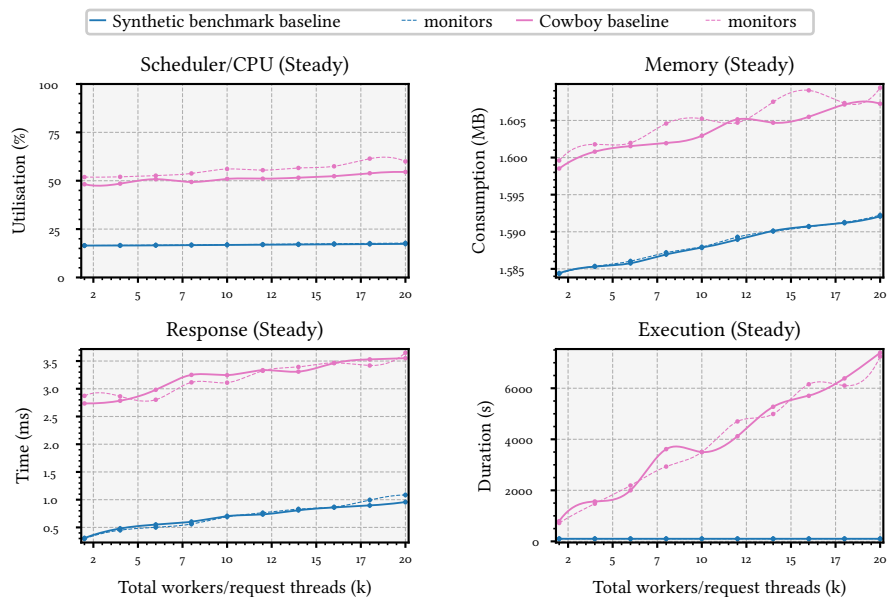 Synthetic benchmark baseline monitors Cowboy baseline monitors
Scheduler/CPU (Steady)
Utilisation (%)
100
75
50
25
0
2 5 7 10 12 15 17 20
Memory (Steady)
Consumption (MB)
1.605
1.600
1.595
1.590
1.585
2 5 7 10 12 15 17 20
Response (Steady)
Time (ms)
3.5
3.0
2.5
2.0
1.5
1.0
0.5
2 5 7 10 12 15 17 20
Total workers/request threads (k)
Execution (Steady)
Duration (s)
6000
4000
2000
0
2 5 7 10 12 15 17 20
Total workers/request threads (k)